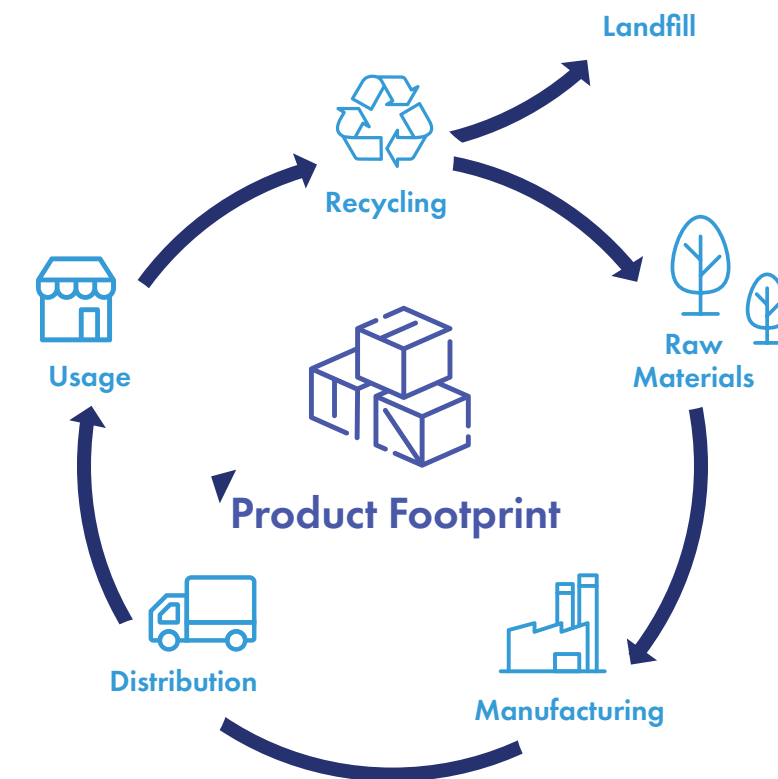 Landfill
Recycling
Raw
Materials
Usage
Product Footprint
Distribution
Manufacturing